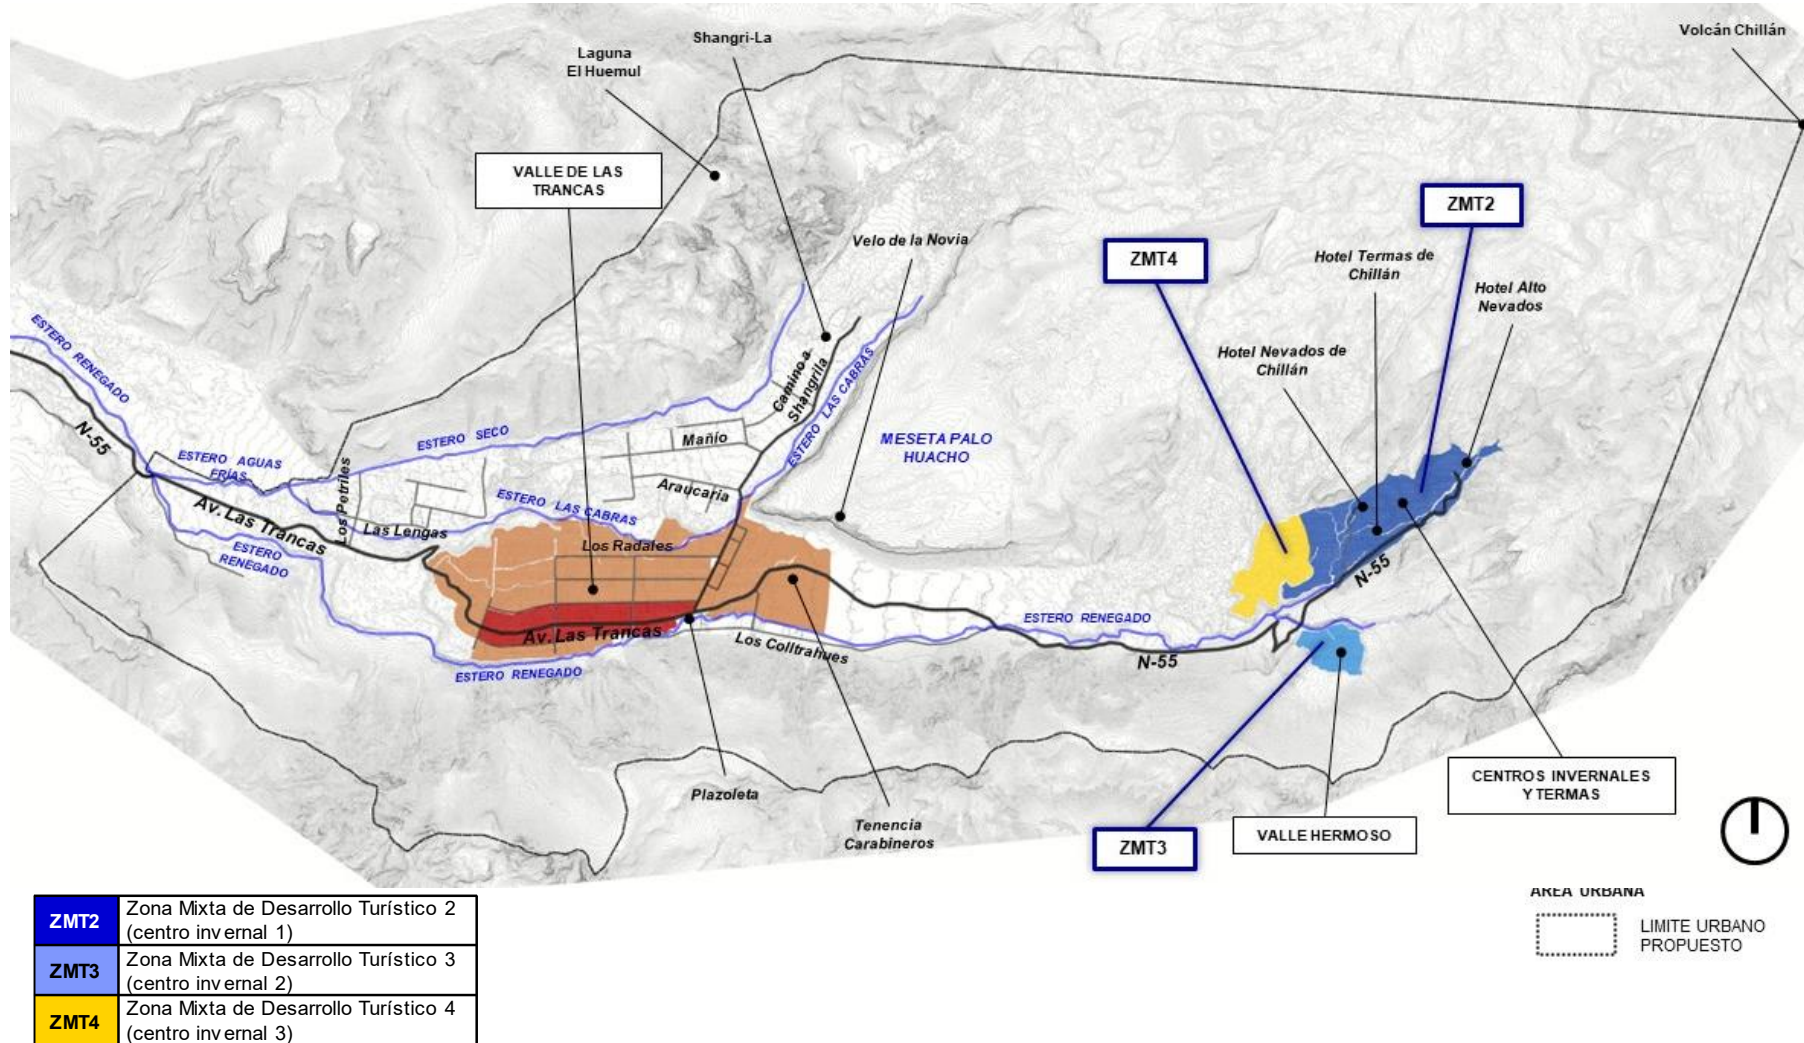 Volcán Chillán
Shangri-La
Laguna
El Huemul
VALLE DE LAS
TRANCAS
ZMT2
Velo de la Novia
ZMT4
Hotel Termas de
Chillán
Hotel Alto
Nevados
Hotel Nevados de
Chillán
ESTERO RENEGADO
N-55
ESTERO AGUAS
FRÍAS
ESTERO SECO
Los Petriles
Las Lengas
Av. Las Trancas
ESTERO
RENEGADO
ESTERO LAS CABRAS
Mañío
Araucaria
Camino a
Shangrila
ESTERO LAS CABRAS
MESETA PALO
HUACHO
Los Radales
Av. Las Trancas
ESTERO RENEGADO
Los Colltrahues
ESTERO RENEGADO
N-55
N-55
Plazoleta
Tenencia
Carabineros
ZMT3
VALLE HERMOSO
CENTROS INVERNALES
Y TERMAS
AREA URBANA
LIMITE URBANO
PROPUESTO
ZMT2 Zona Mixta de Desarrollo Turístico 2
(centro invernal 1)
ZMT3 Zona Mixta de Desarrollo Turístico 3
(centro invernal 2)
ZMT4 Zona Mixta de Desarrollo Turístico 4
(centro invernal 3)